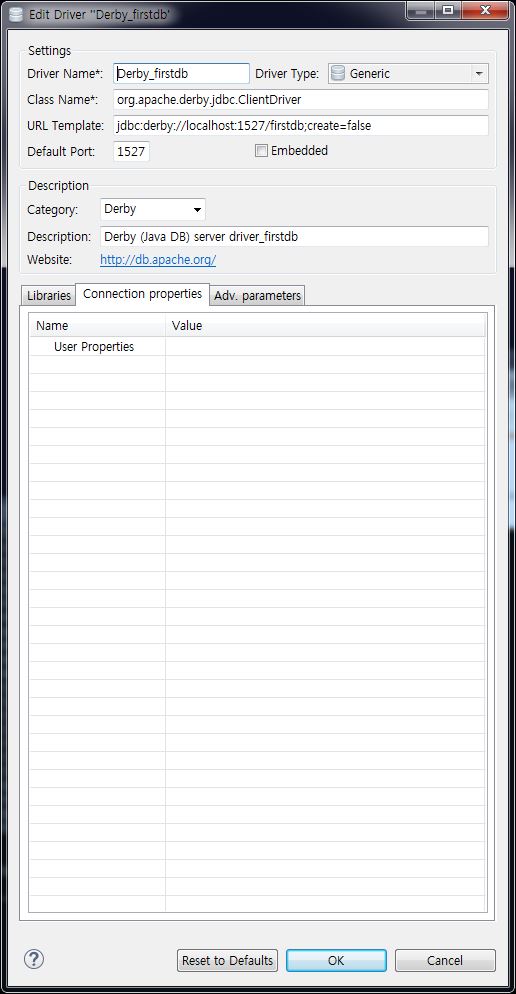 Edit Driver "Derby_firstdb"
Settings
Driver Name*: Derby_firstdb Driver Type: Generic
Class Name*: org.apache.derby.jdbc.ClientDriver
URL Template: jdbc:derby://localhost:1527/firstdb;create=false
Default Port: 1527 Embedded
Description
Category: Derby
Description: Derby (Java DB) server driver_firstdb
Website: http://db.apache.org/
Libraries Connection properties Adv. parameters
Name Value
User Properties
? Reset to Defaults OK Cancel